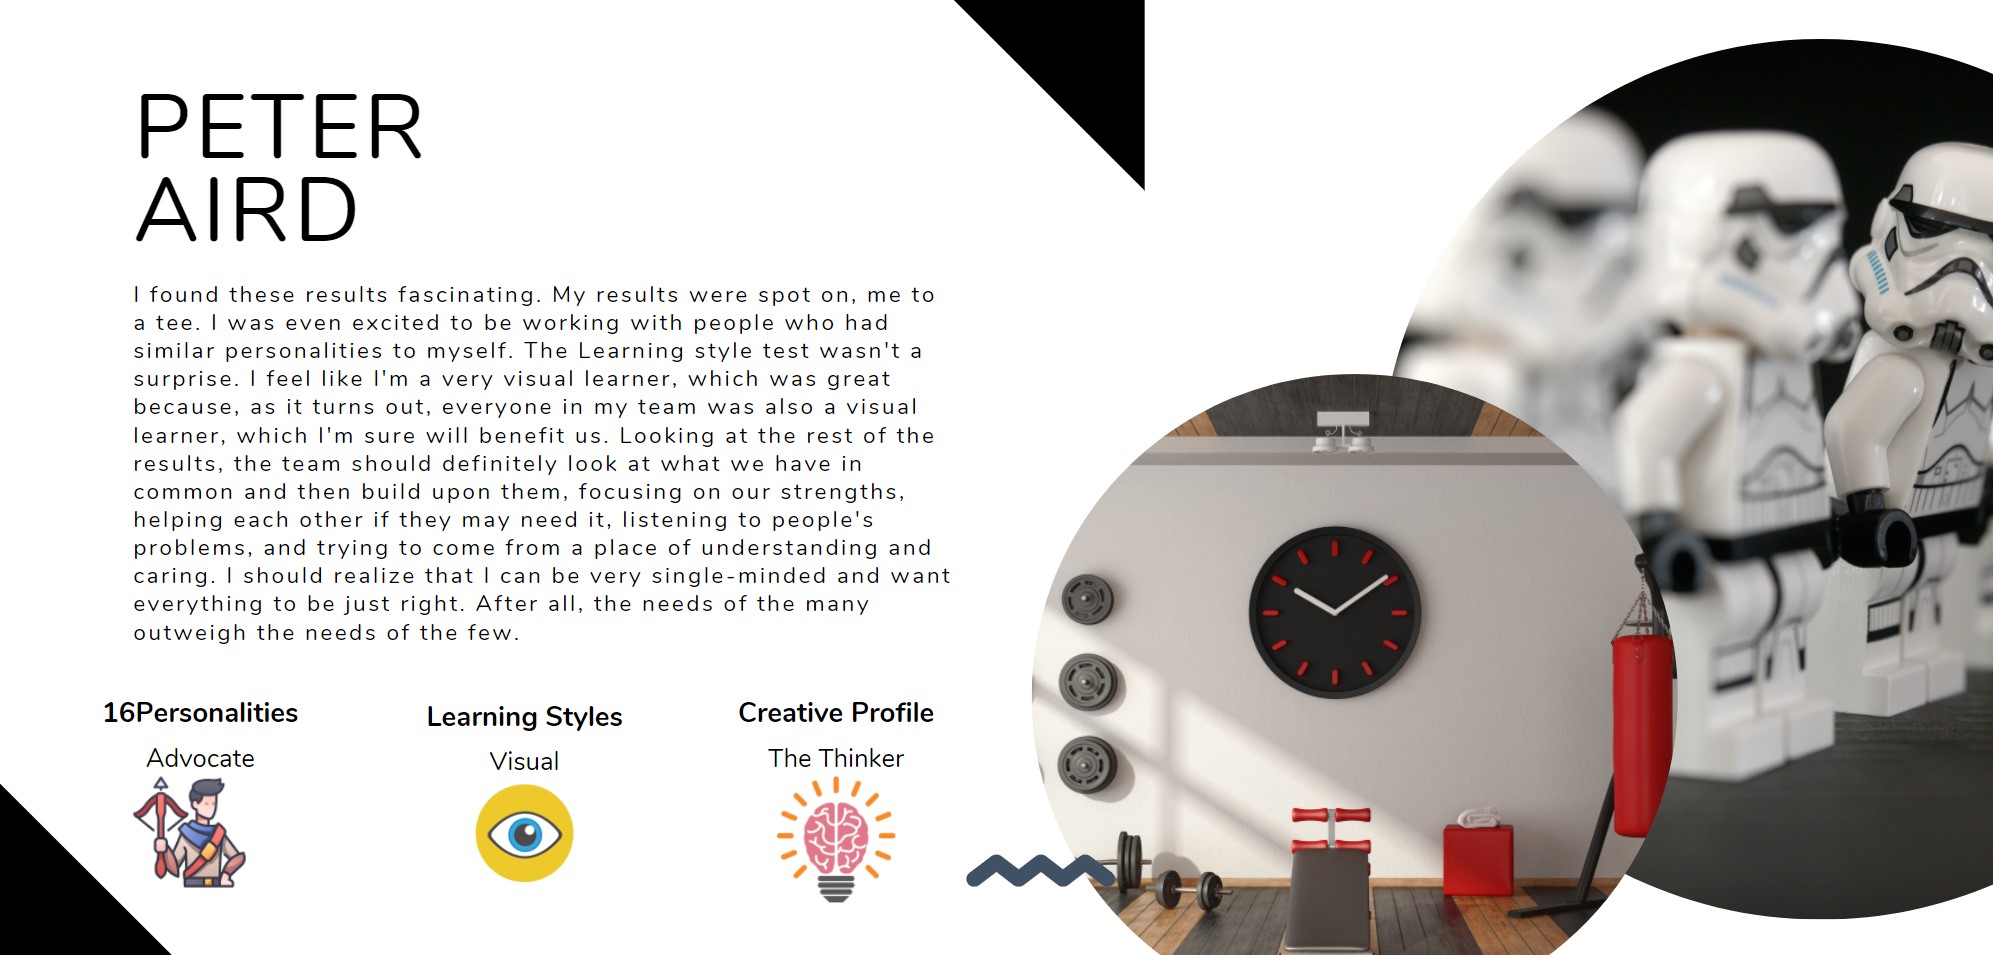 PETER
AIRD
I found these results fascinating. My results were spot on, me to
a tee. I was even excited to be working with people who had
similar personalities to myself. The Learning style test wasn't a
surprise. I feel like I'm a very visual learner, which was great
because, as it turns out, everyone in my team was also a visual
learner, which I'm sure will benefit us. Looking at the rest of the
results, the team should definitely look at what we have in
common and then build upon them, focusing on our strengths,
helping each other if they may need it, listening to people's
problems, and trying to come from a place of understanding and
caring. I should realize that I can be very single-minded and want
everything to be just right. After all, the needs of the many
outweigh the needs of the few.
16Personalities
Advocate
Learning Styles
Visual
Creative Profile
The Thinker